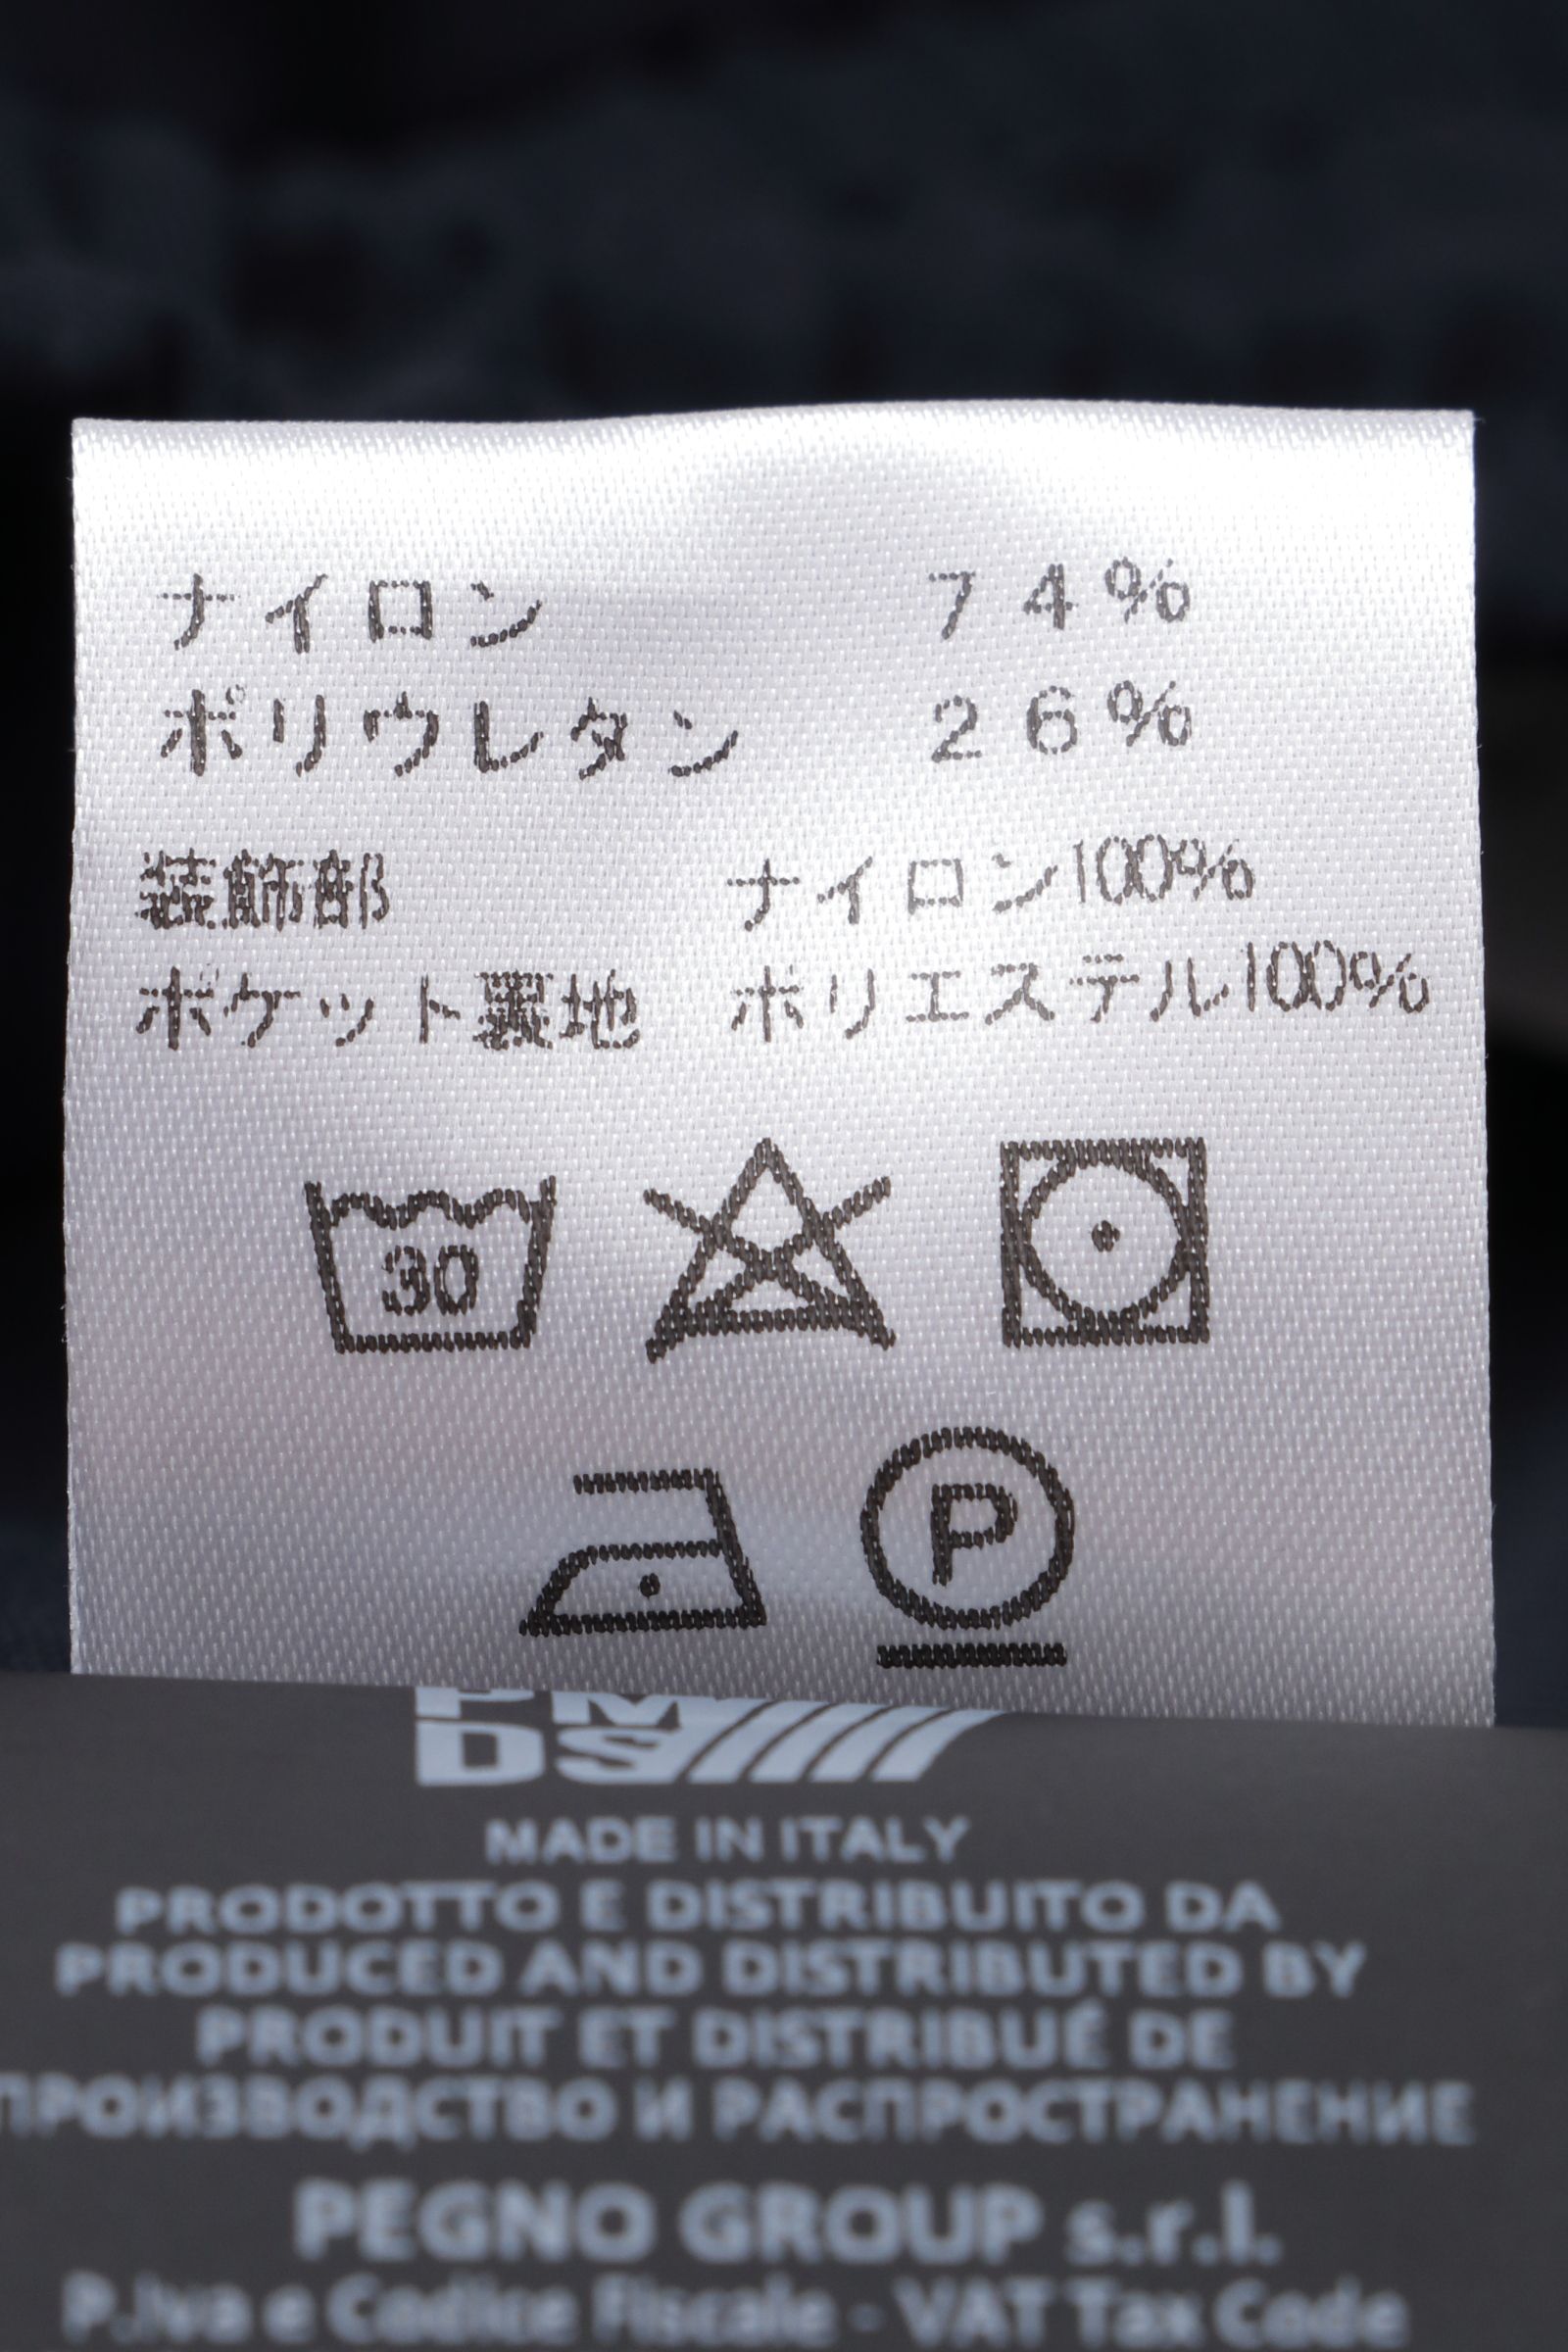 ナイロン 74%
ポリウレタン 26%
装飾部 ナイロン100%
ポケット裏地 ポリエステル100%
30
P
PM
DS
MADE IN ITALY
PRODOTTO E DISTRIBUITO DA
PRODUCED AND DISTRIBUTED BY
PRODUIT ET DISTRIBUÉ DE
ПРОИЗВОДСТВО И РАСПРОСТРАНЕНИЕ
PEGNO GROUP s.r.l.
P.Iva e Codice Fiscale - VAT Tax Code